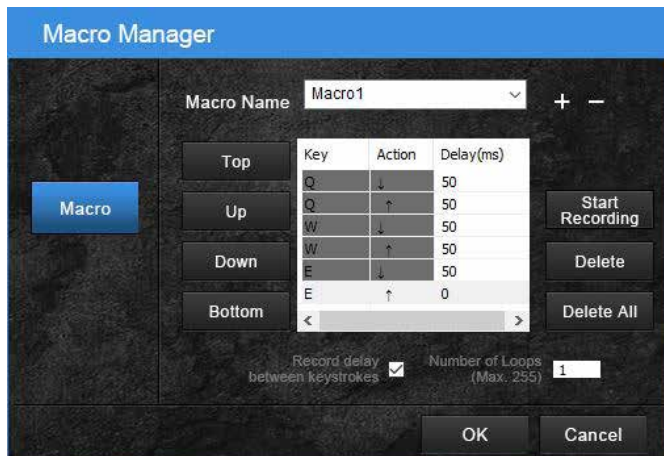 Macro Manager
Macro Name Macro1 + −
Top
Up
Down
Bottom
Macro
Key Action Delay(ms)
Q ↓ 50
Q ↑ 50
W ↓ 50
W ↑ 50
E ↓ 50
E ↑ 0
Start
Recording
Delete
Delete All
Record delay
between keystrokes
Number of Loops
(Max. 255)
1
OK Cancel